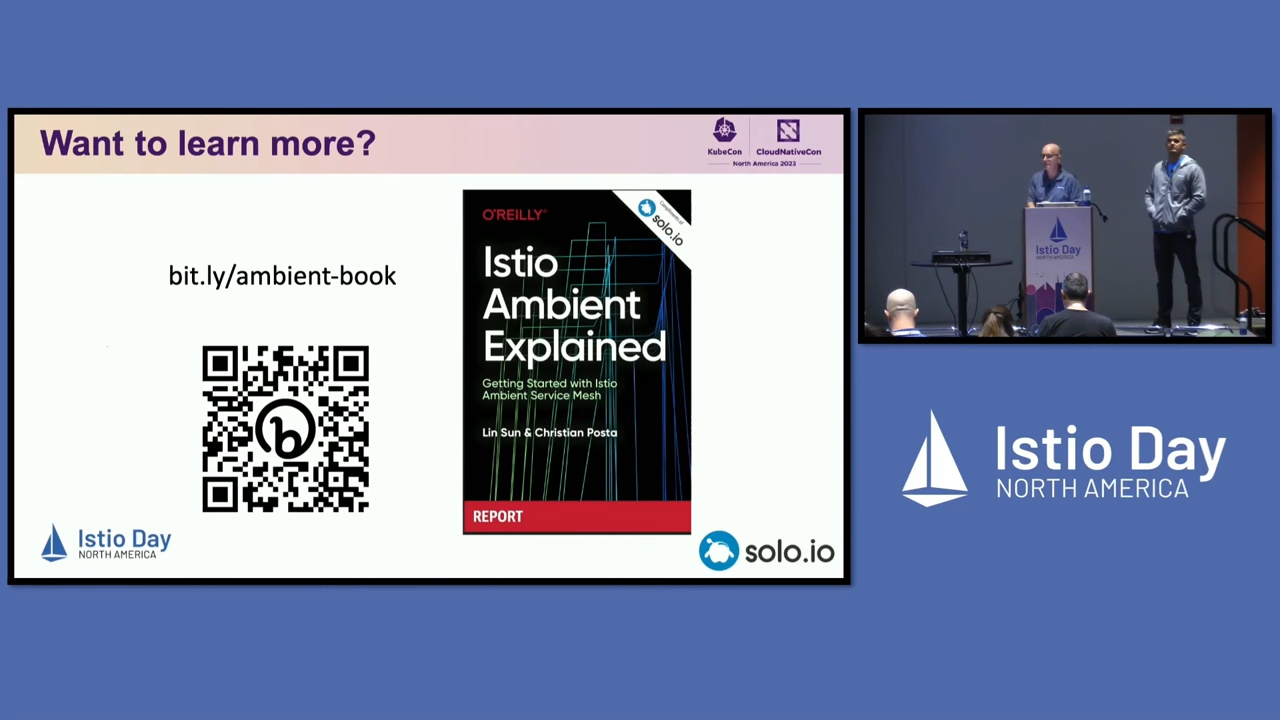 Want to learn more?
KubeCon
CloudNativeCon
North America 2023
bit.ly/ambient-book
O'REILLY®
Compliments of
solo.io
Istio
Ambient
Explained
Getting Started with Istio
Ambient Service Mesh
Lin Sun & Christian Posta
REPORT
Istio Day
NORTH AMERICA
solo.io
Istio Day
NORTH AMERICA
Istio Day
NORTH AMERICA